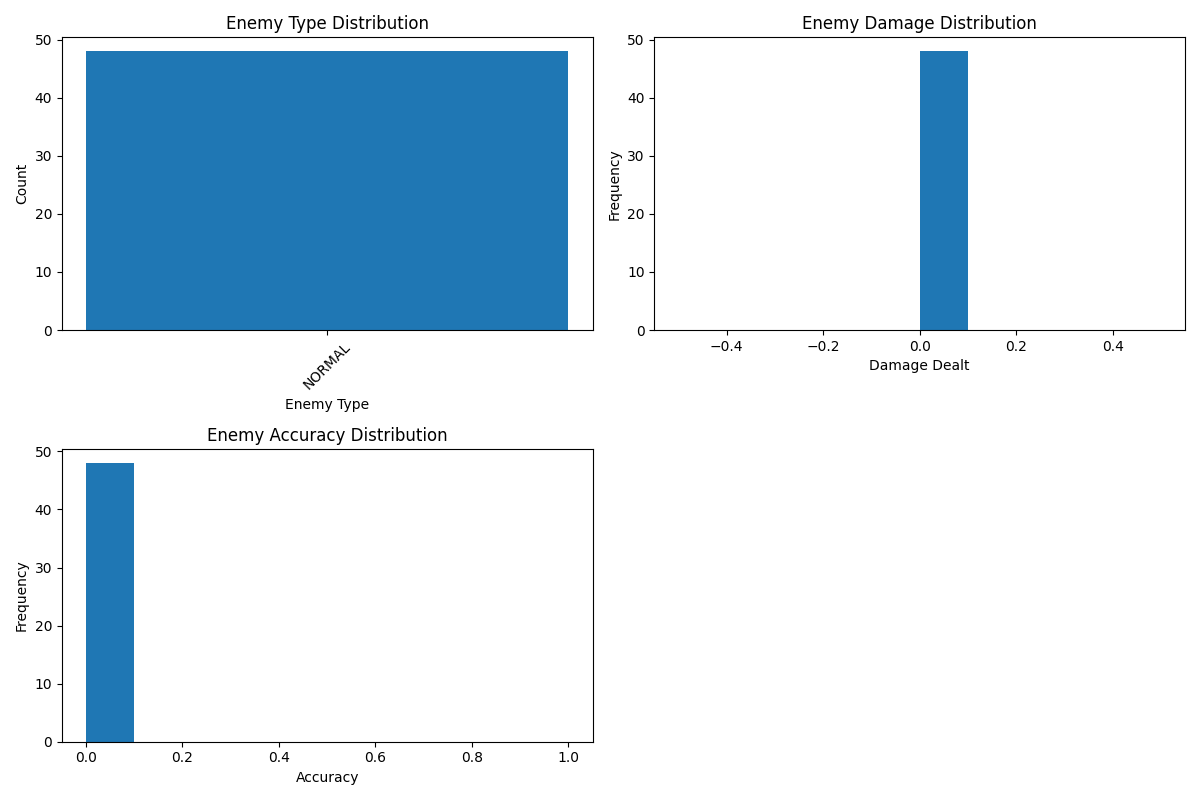 Enemy Type Distribution
50
40
30
20
10
0
Count
NORMAL
Enemy Type
Enemy Damage Distribution
50
40
30
20
10
0
Frequency
−0.4 −0.2 0.0 0.2 0.4
Damage Dealt
Enemy Accuracy Distribution
50
40
30
20
10
0
Frequency
0.0 0.2 0.4 0.6 0.8 1.0
Accuracy